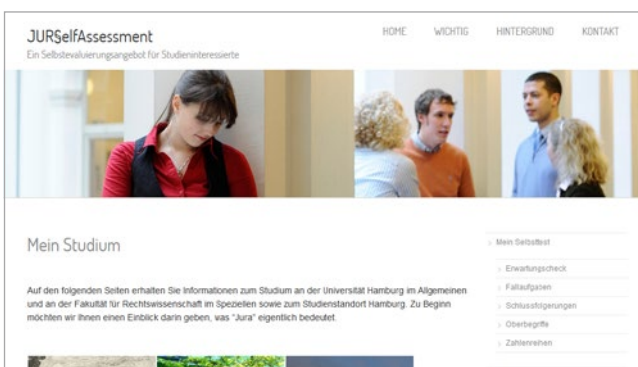 JUR§elfAssessment
Ein Selbstevaluierungsangebot für Studieninteressierte
HOME WICHTIG HINTERGRUND KONTAKT
Mein Studium
Auf den folgenden Seiten erhalten Sie Informationen zum Studium an der Universität Hamburg im Allgemeinen
und an der Fakultät für Rechtswissenschaft im Speziellen sowie zum Studienstandort Hamburg. Zu Beginn
möchten wir Ihnen einen Einblick darin geben, was "Jura" eigentlich bedeutet.
Mein Selbsttest
Erwartungscheck
Fallaufgaben
Schlussfolgerungen
Oberbegriffe
Zahlenreihen